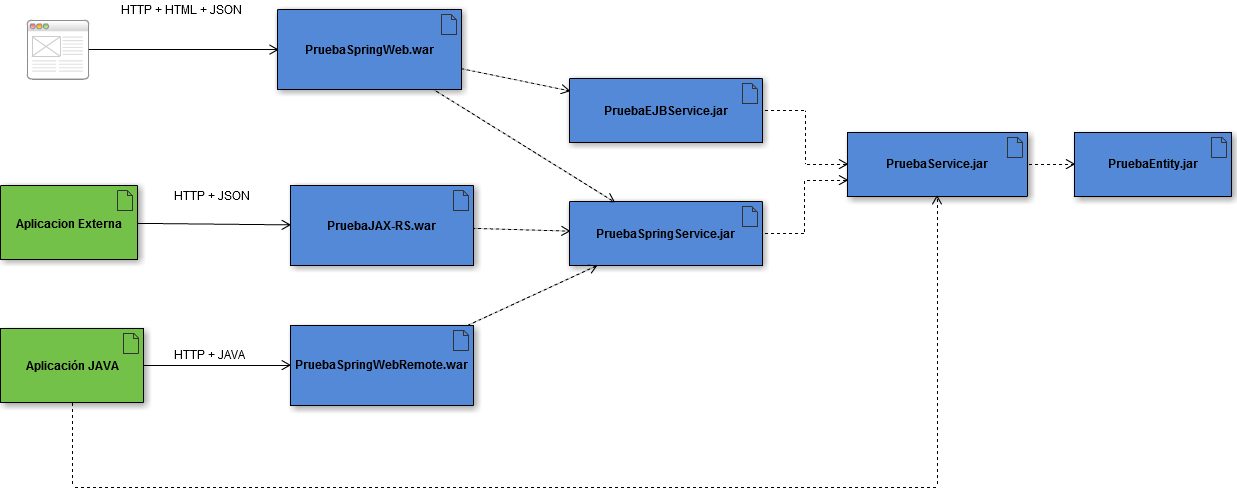 HTTP + HTML + JSON
PruebaSpringWeb.war
PruebaEJBService.jar
PruebaService.jar
PruebaEntity.jar
HTTP + JSON
Aplicacion Externa
PruebaJAX-RS.war
PruebaSpringService.jar
HTTP + JAVA
Aplicación JAVA
PruebaSpringWebRemote.war